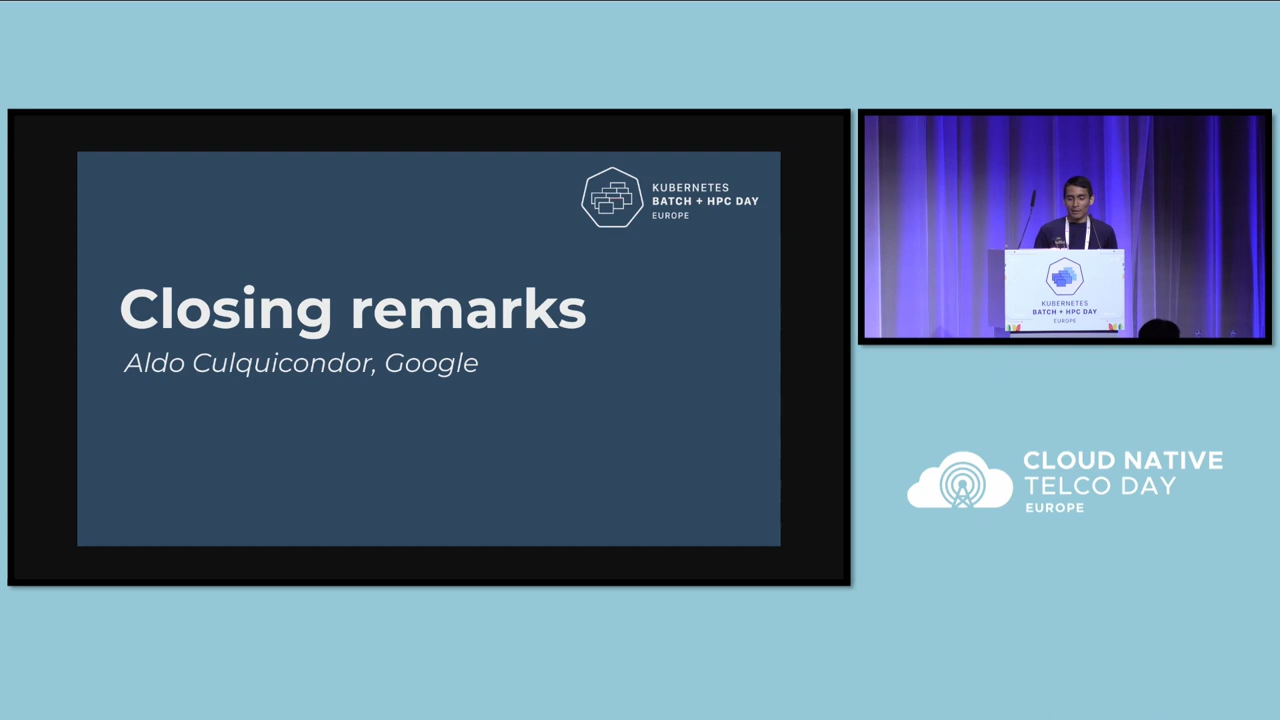 KUBERNETES
BATCH + HPC DAY
EUROPE
Closing remarks
Aldo Culquicondor, Google
KUBERNETES
BATCH + HPC DAY
EUROPE
CLOUD NATIVE
TELCO DAY
EUROPE